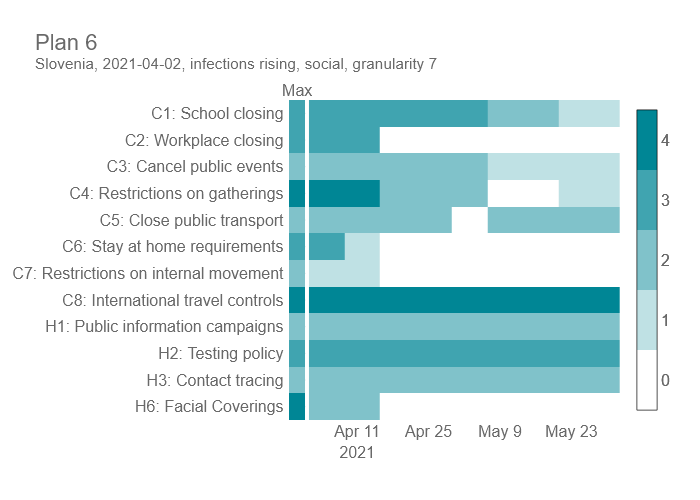 Plan 6
Slovenia, 2021-04-02, infections rising, social, granularity 7
Max
C1: School closing
C2: Workplace closing
C3: Cancel public events
C4: Restrictions on gatherings
C5: Close public transport
C6: Stay at home requirements
C7: Restrictions on internal movement
C8: International travel controls
H1: Public information campaigns
H2: Testing policy
H3: Contact tracing
H6: Facial Coverings
Apr 11 Apr 25 May 9 May 23
2021
4
3
2
1
0